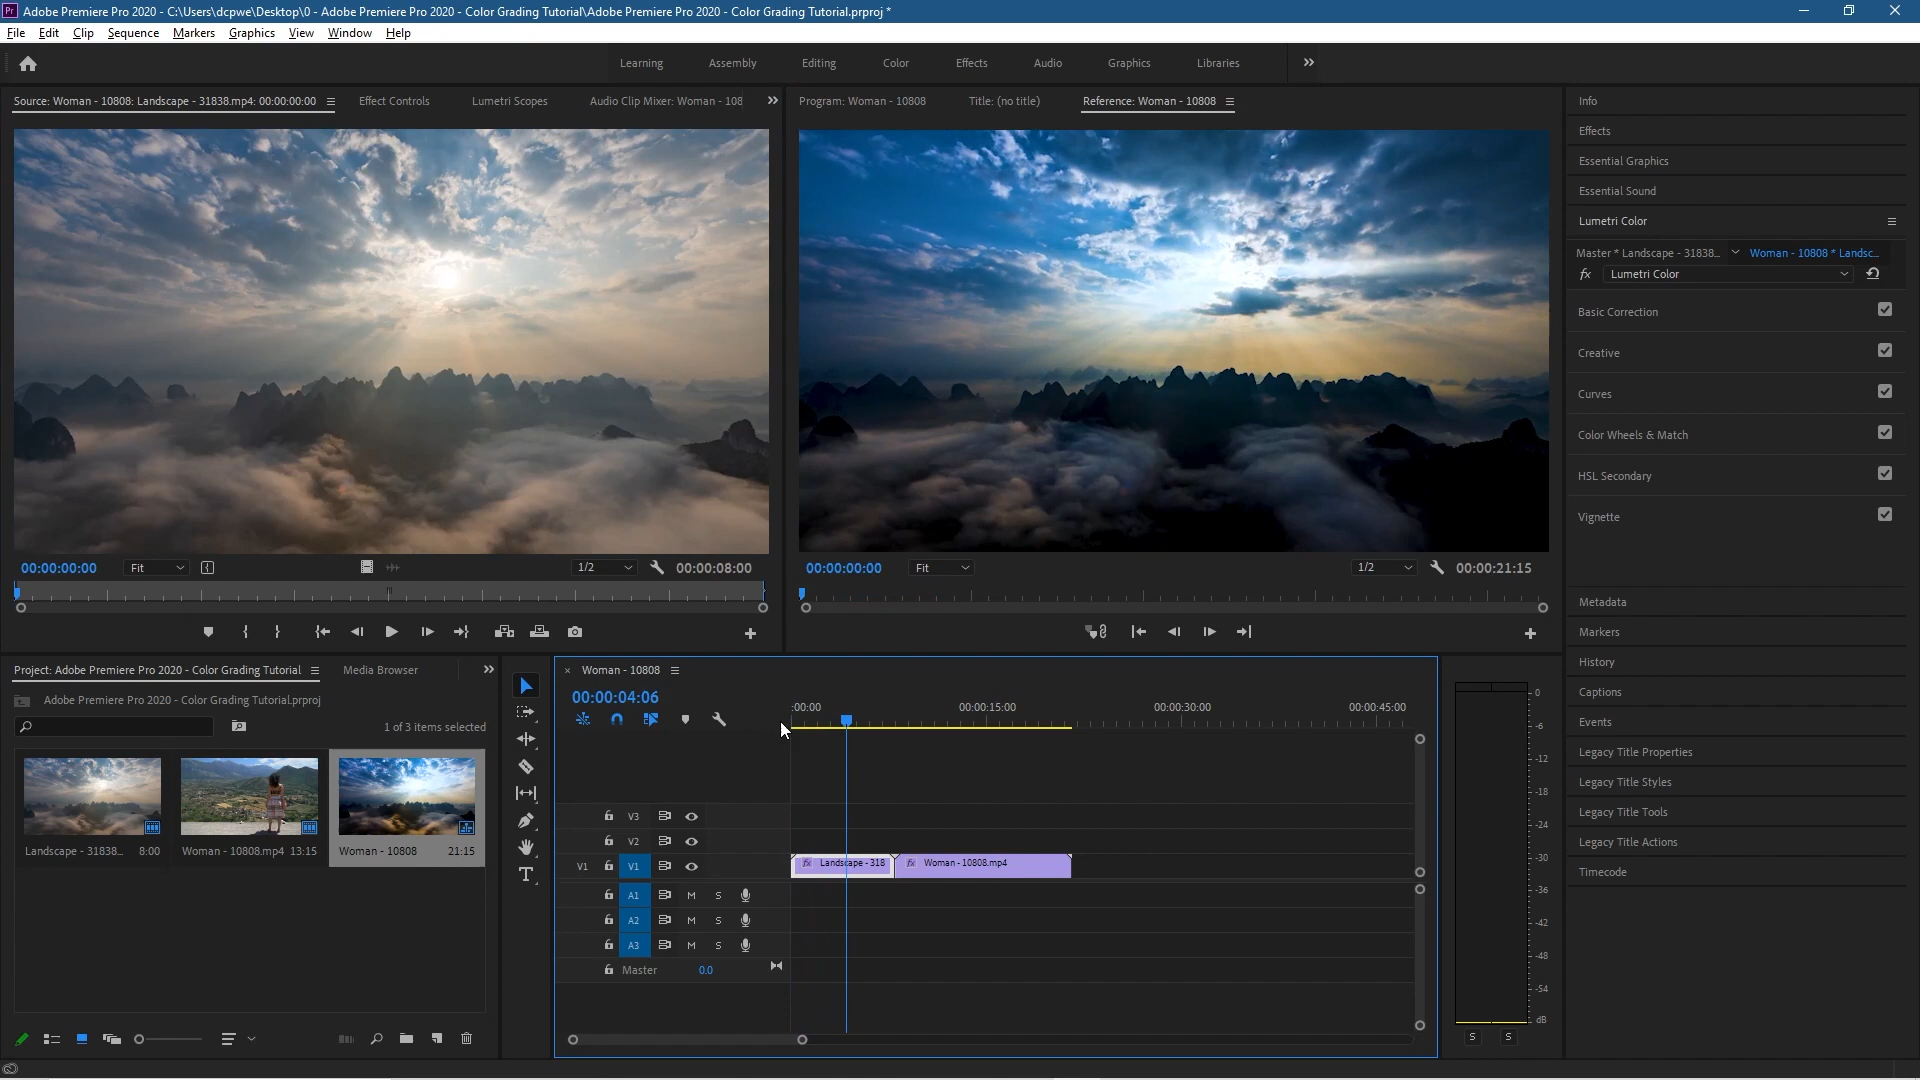 Pr Adobe Premiere Pro 2020 - C:\Users\dcpwe\Desktop\0 - Adobe Premiere Pro 2020 - Color Grading Tutorial\Adobe Premiere Pro 2020 - Color Grading Tutorial.prproj *
File Edit Clip Sequence Markers Graphics View Window Help
Learning Assembly Editing Color Effects Audio Graphics Libraries
Source: Woman - 10808: Landscape - 31838.mp4: 00:00:00:00 Effect Controls Lumetri Scopes Audio Clip Mixer: Woman - 108
Program: Woman - 10808 Title: (no title) Reference: Woman - 10808
00:00:00:00 Fit 1/2 00:00:08:00
00:00:00:00 Fit 1/2 00:00:21:15
Info
Effects
Essential Graphics
Essential Sound
Lumetri Color
Master * Landscape - 31838... Woman - 10808 * Landsc...
fx Lumetri Color
Basic Correction
Creative
Curves
Color Wheels & Match
HSL Secondary
Vignette
Metadata
Markers
History
Captions
Events
Legacy Title Properties
Legacy Title Styles
Legacy Title Tools
Legacy Title Actions
Timecode
Project: Adobe Premiere Pro 2020 - Color Grading Tutorial Media Browser
Adobe Premiere Pro 2020 - Color Grading Tutorial.prproj
1 of 3 items selected
Landscape - 31838... 8:00 Woman - 10808.mp4 13:15 Woman - 10808 21:15
× Woman - 10808
00:00:04:06
:00:00 00:00:15:00 00:00:30:00 00:00:45:00
V3
V2
V1 V1 fx Landscape - 318 fx Woman - 10808.mp4
A1 M S
A2 M S
A3 M S
Master 0.0
0
-6
-12
-18
-24
-30
-36
-42
-48
-54
dB
S S